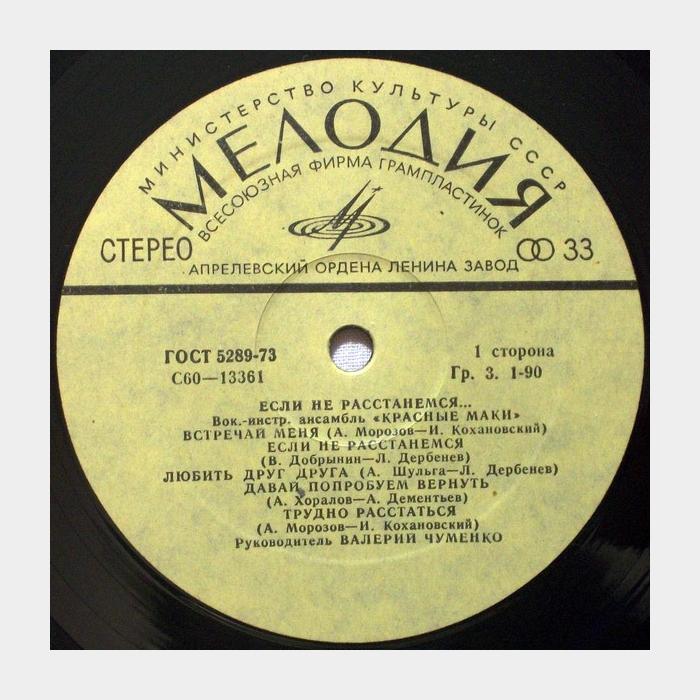 МИНИСТЕРСТВО КУЛЬТУРЫ СССР
МЕЛОДИЯ
ВСЕСОЮЗНАЯ ФИРМА ГРАМПЛАСТИНОК
СТЕРЕО
33
АПРЕЛЕВСКИЙ ОРДЕНА ЛЕНИНА ЗАВОД
ГОСТ 5289-73
1 сторона
С60—13361
Гр. 3. 1-90
ЕСЛИ НЕ РАССТАНЕМСЯ...
Вок.-инстр. ансамбль «КРАСНЫЕ МАКИ»
ВСТРЕЧАЙ МЕНЯ (А. Морозов—И. Кохановский)
ЕСЛИ НЕ РАССТАНЕМСЯ
(В. Добрынин—Л. Дербенев)
ЛЮБИТЬ ДРУГ ДРУГА (А. Шульга—Л. Дербенев)
ДАВАЙ ПОПРОБУЕМ ВЕРНУТЬ
(А. Хоралов—А. Дементьев)
ТРУДНО РАССТАТЬСЯ
(А. Морозов—И. Кохановский)
Руководитель ВАЛЕРИЙ ЧУМЕНКО